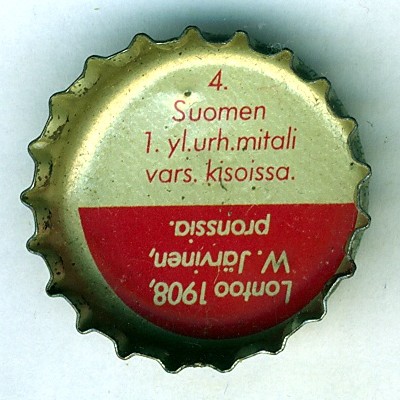 4.
Suomen
1. yl.urh.mitali
vars. kisoissa.
Lontoo 1908,
W. Järvinen,
pronssia.